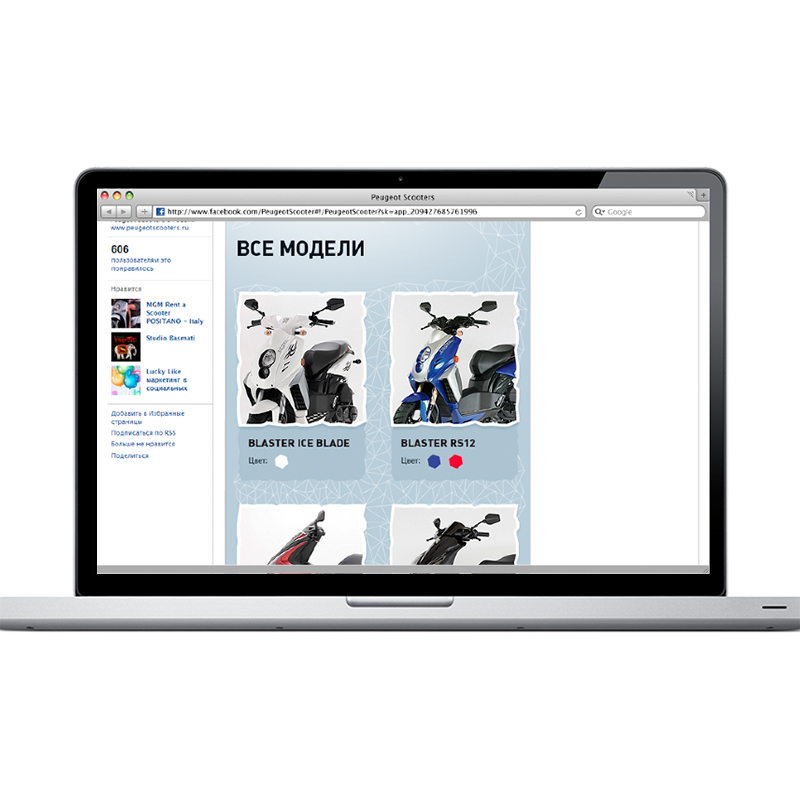 Peugeot Scooters
http://www.facebook.com/PeugeotScooter#!/PeugeotScooter?sk=app_209427685761996
Google
www.peugeotscooters.ru
606
пользователям это
понравилось
Нравится
MGM Rent a
Scooter
POSITANO - Italy
Studio Basmati
Lucky Like
маркетинг в
социальных
Добавить в Избранные
страницы
Подписаться по RSS
Больше не нравится
Поделиться
ВСЕ МОДЕЛИ
BLASTER ICE BLADE
Цвет:
BLASTER RS12
Цвет: